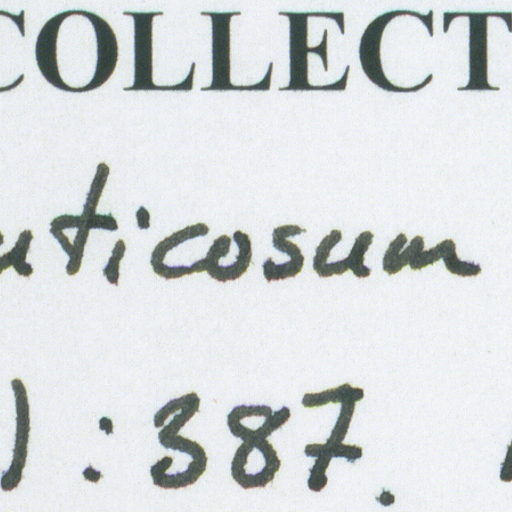 COLLECT
uticosum
) : 387.